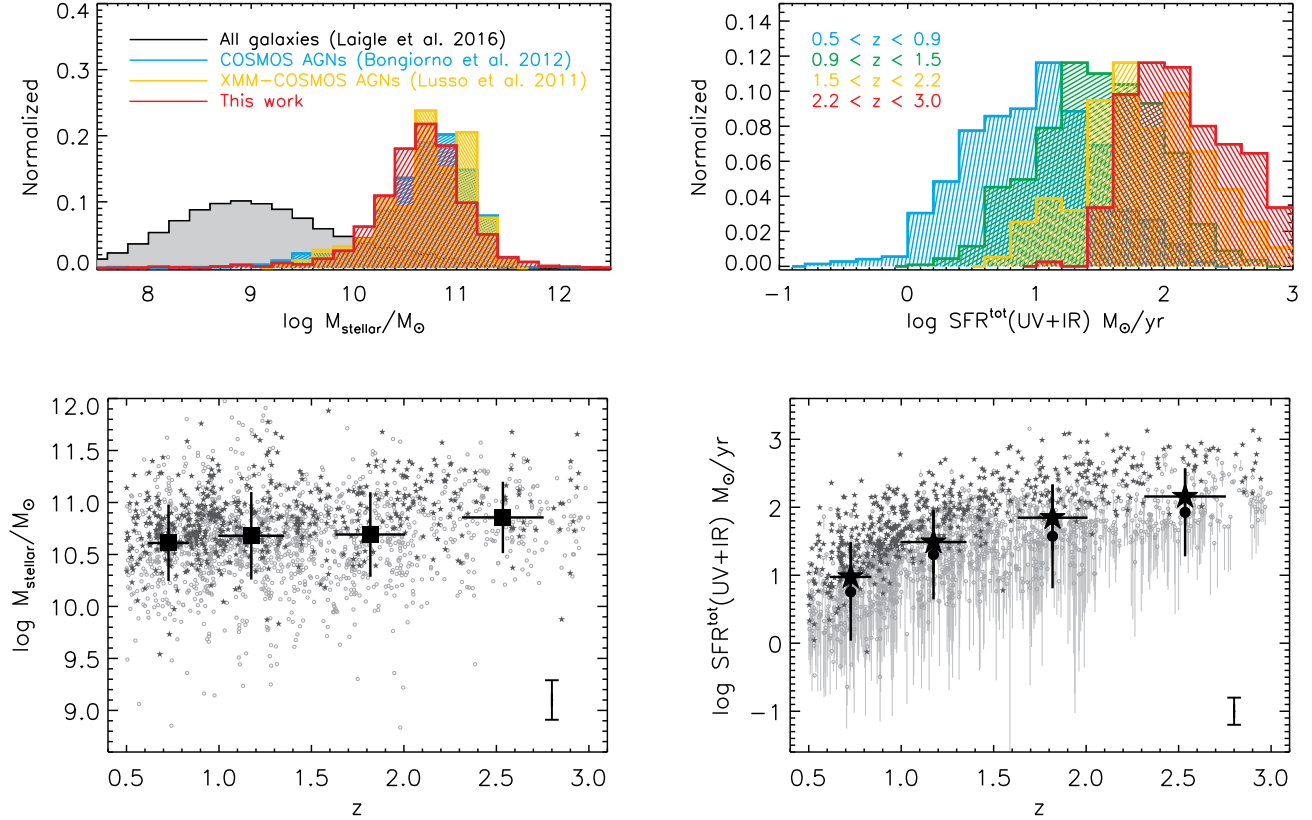 0.4
0.3
0.2
0.1
0.0
Normalized
All galaxies (Laigle et al. 2016)
COSMOS AGNs (Bongiorno et al. 2012)
XMM−COSMOS AGNs (Lusso et al. 2011)
This work
8 9 10 11 12
log M_stellar/M_⊙
0.14
0.12
0.10
0.08
0.06
0.04
0.02
0.00
Normalized
0.5 < z < 0.9
0.9 < z < 1.5
1.5 < z < 2.2
2.2 < z < 3.0
−1 0 1 2 3
log SFR^tot(UV+IR) M_⊙/yr
12.0
11.5
11.0
10.5
10.0
9.5
9.0
log M_stellar/M_⊙
0.5 1.0 1.5 2.0 2.5 3.0
z
3
2
1
0
−1
log SFR^tot(UV+IR) M_⊙/yr
0.5 1.0 1.5 2.0 2.5 3.0
z